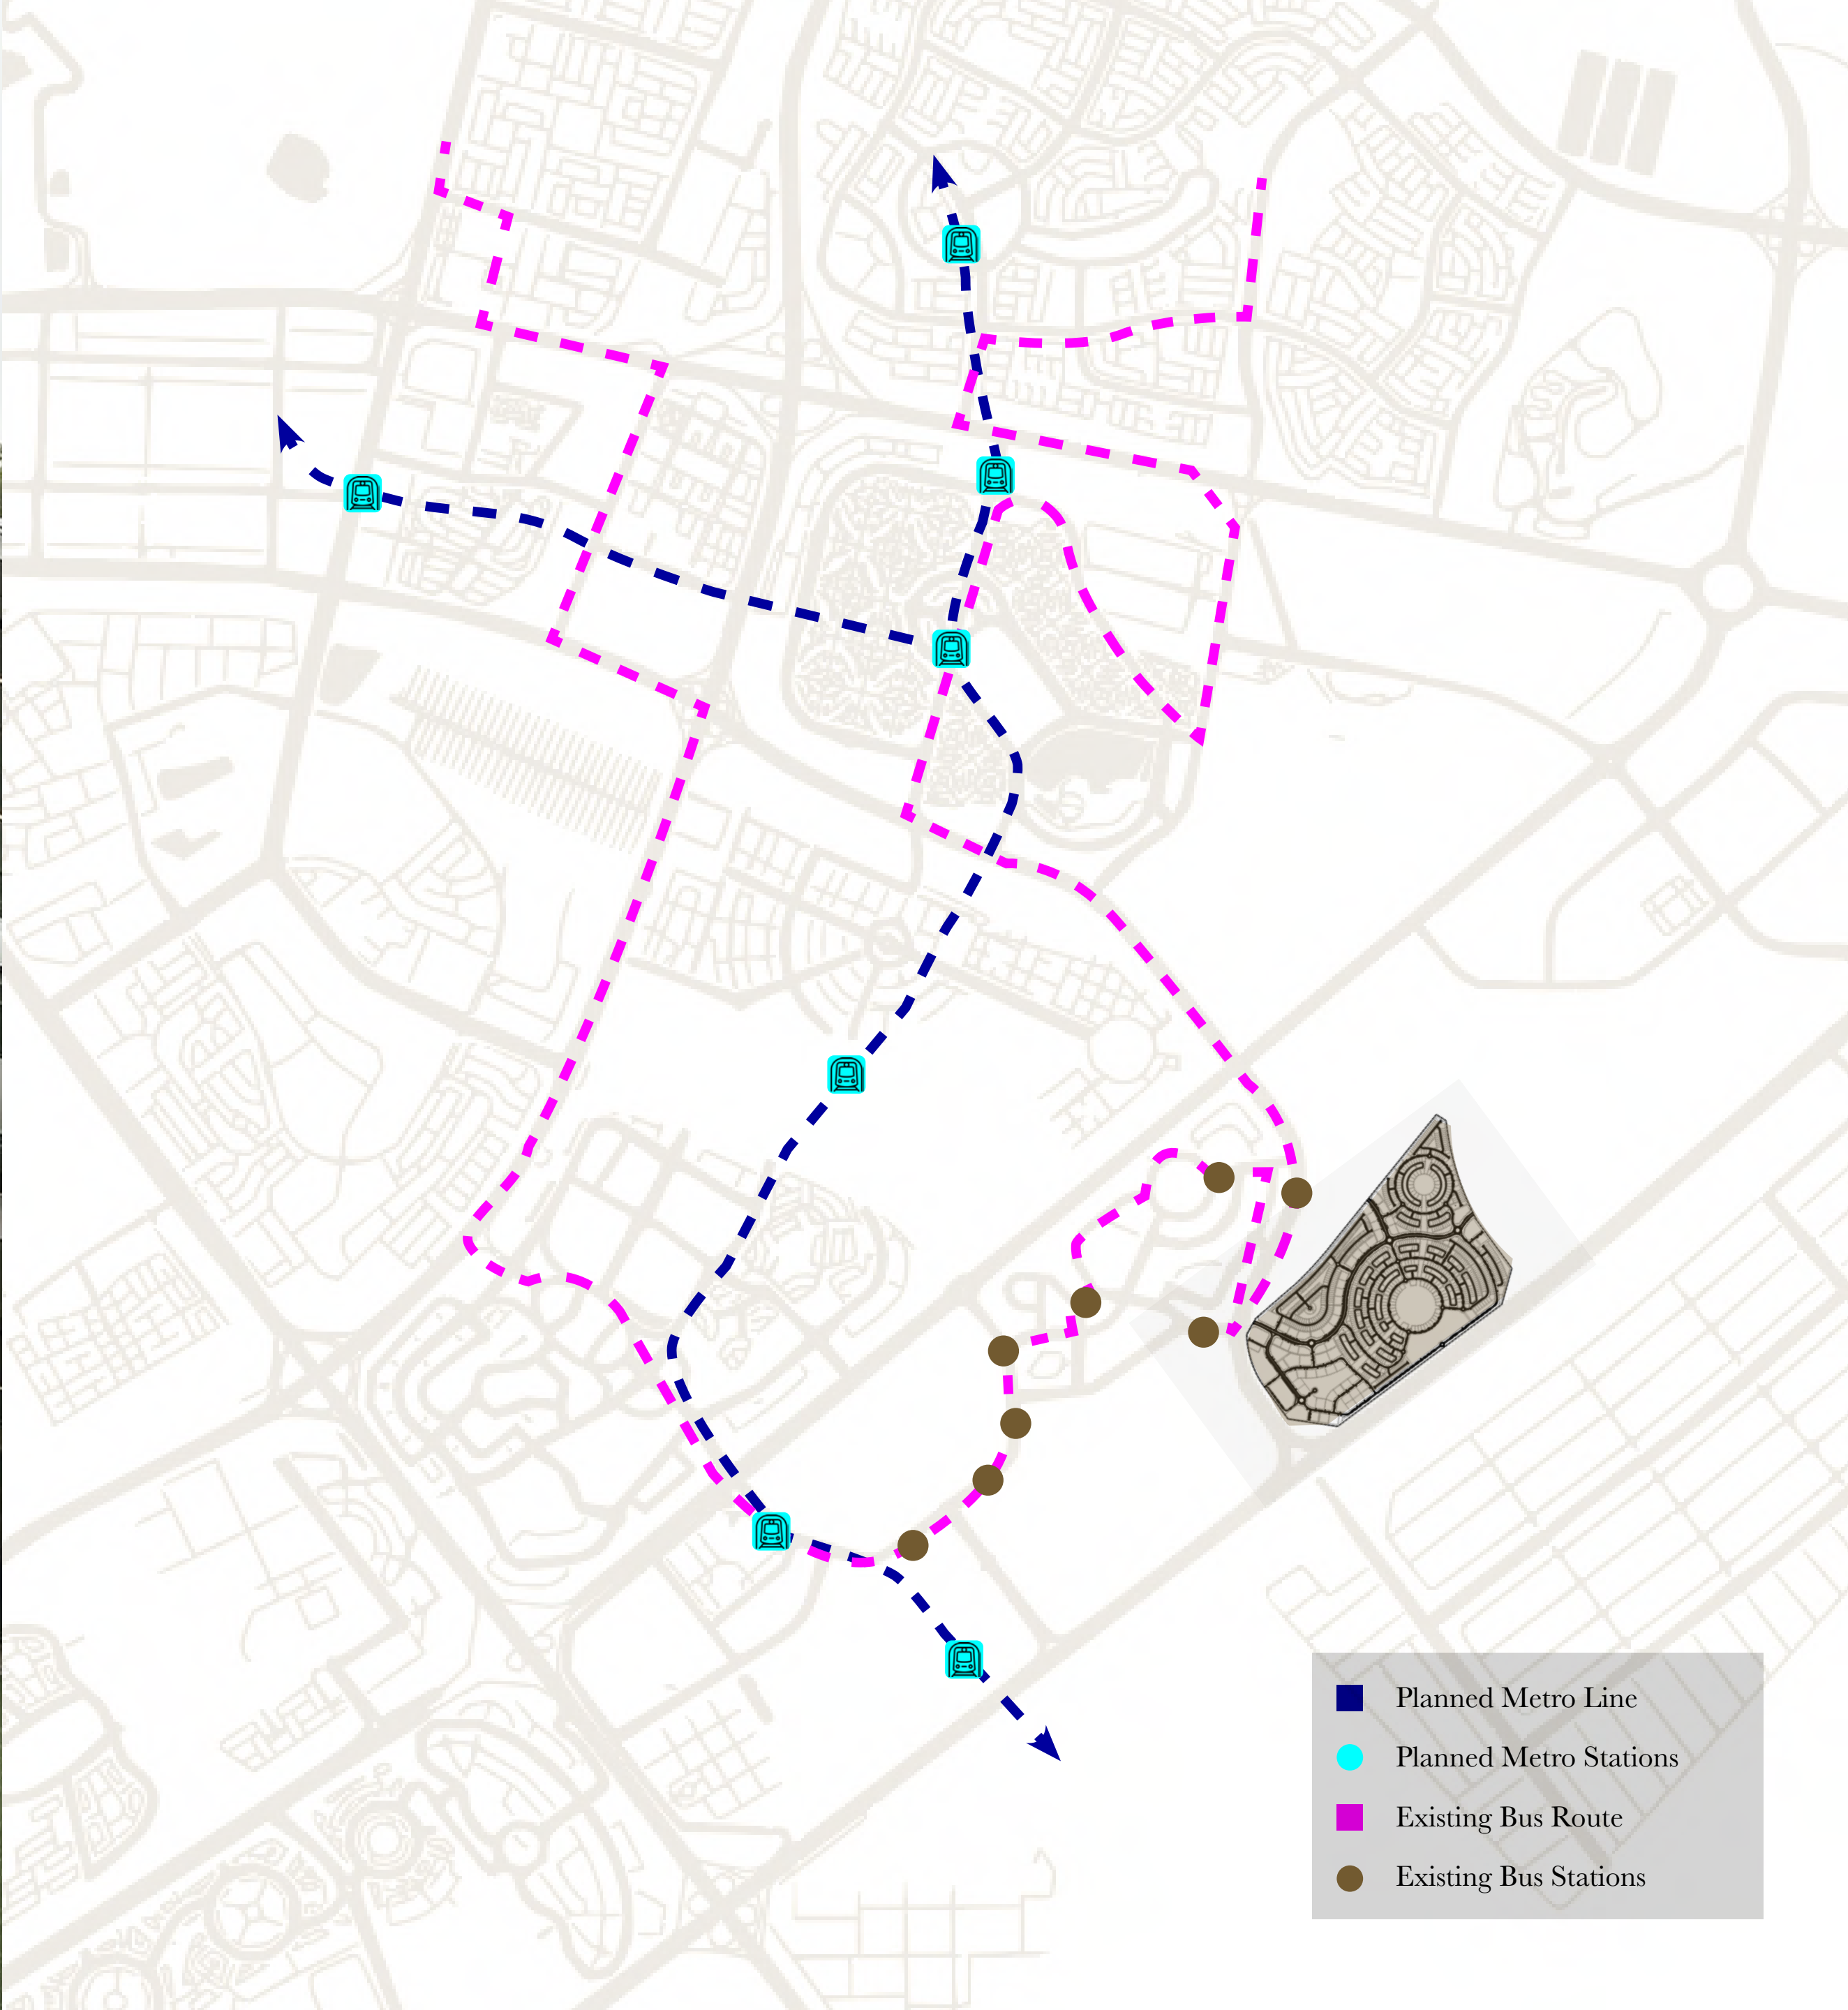 Planned Metro Line
Planned Metro Stations
Existing Bus Route
Existing Bus Stations